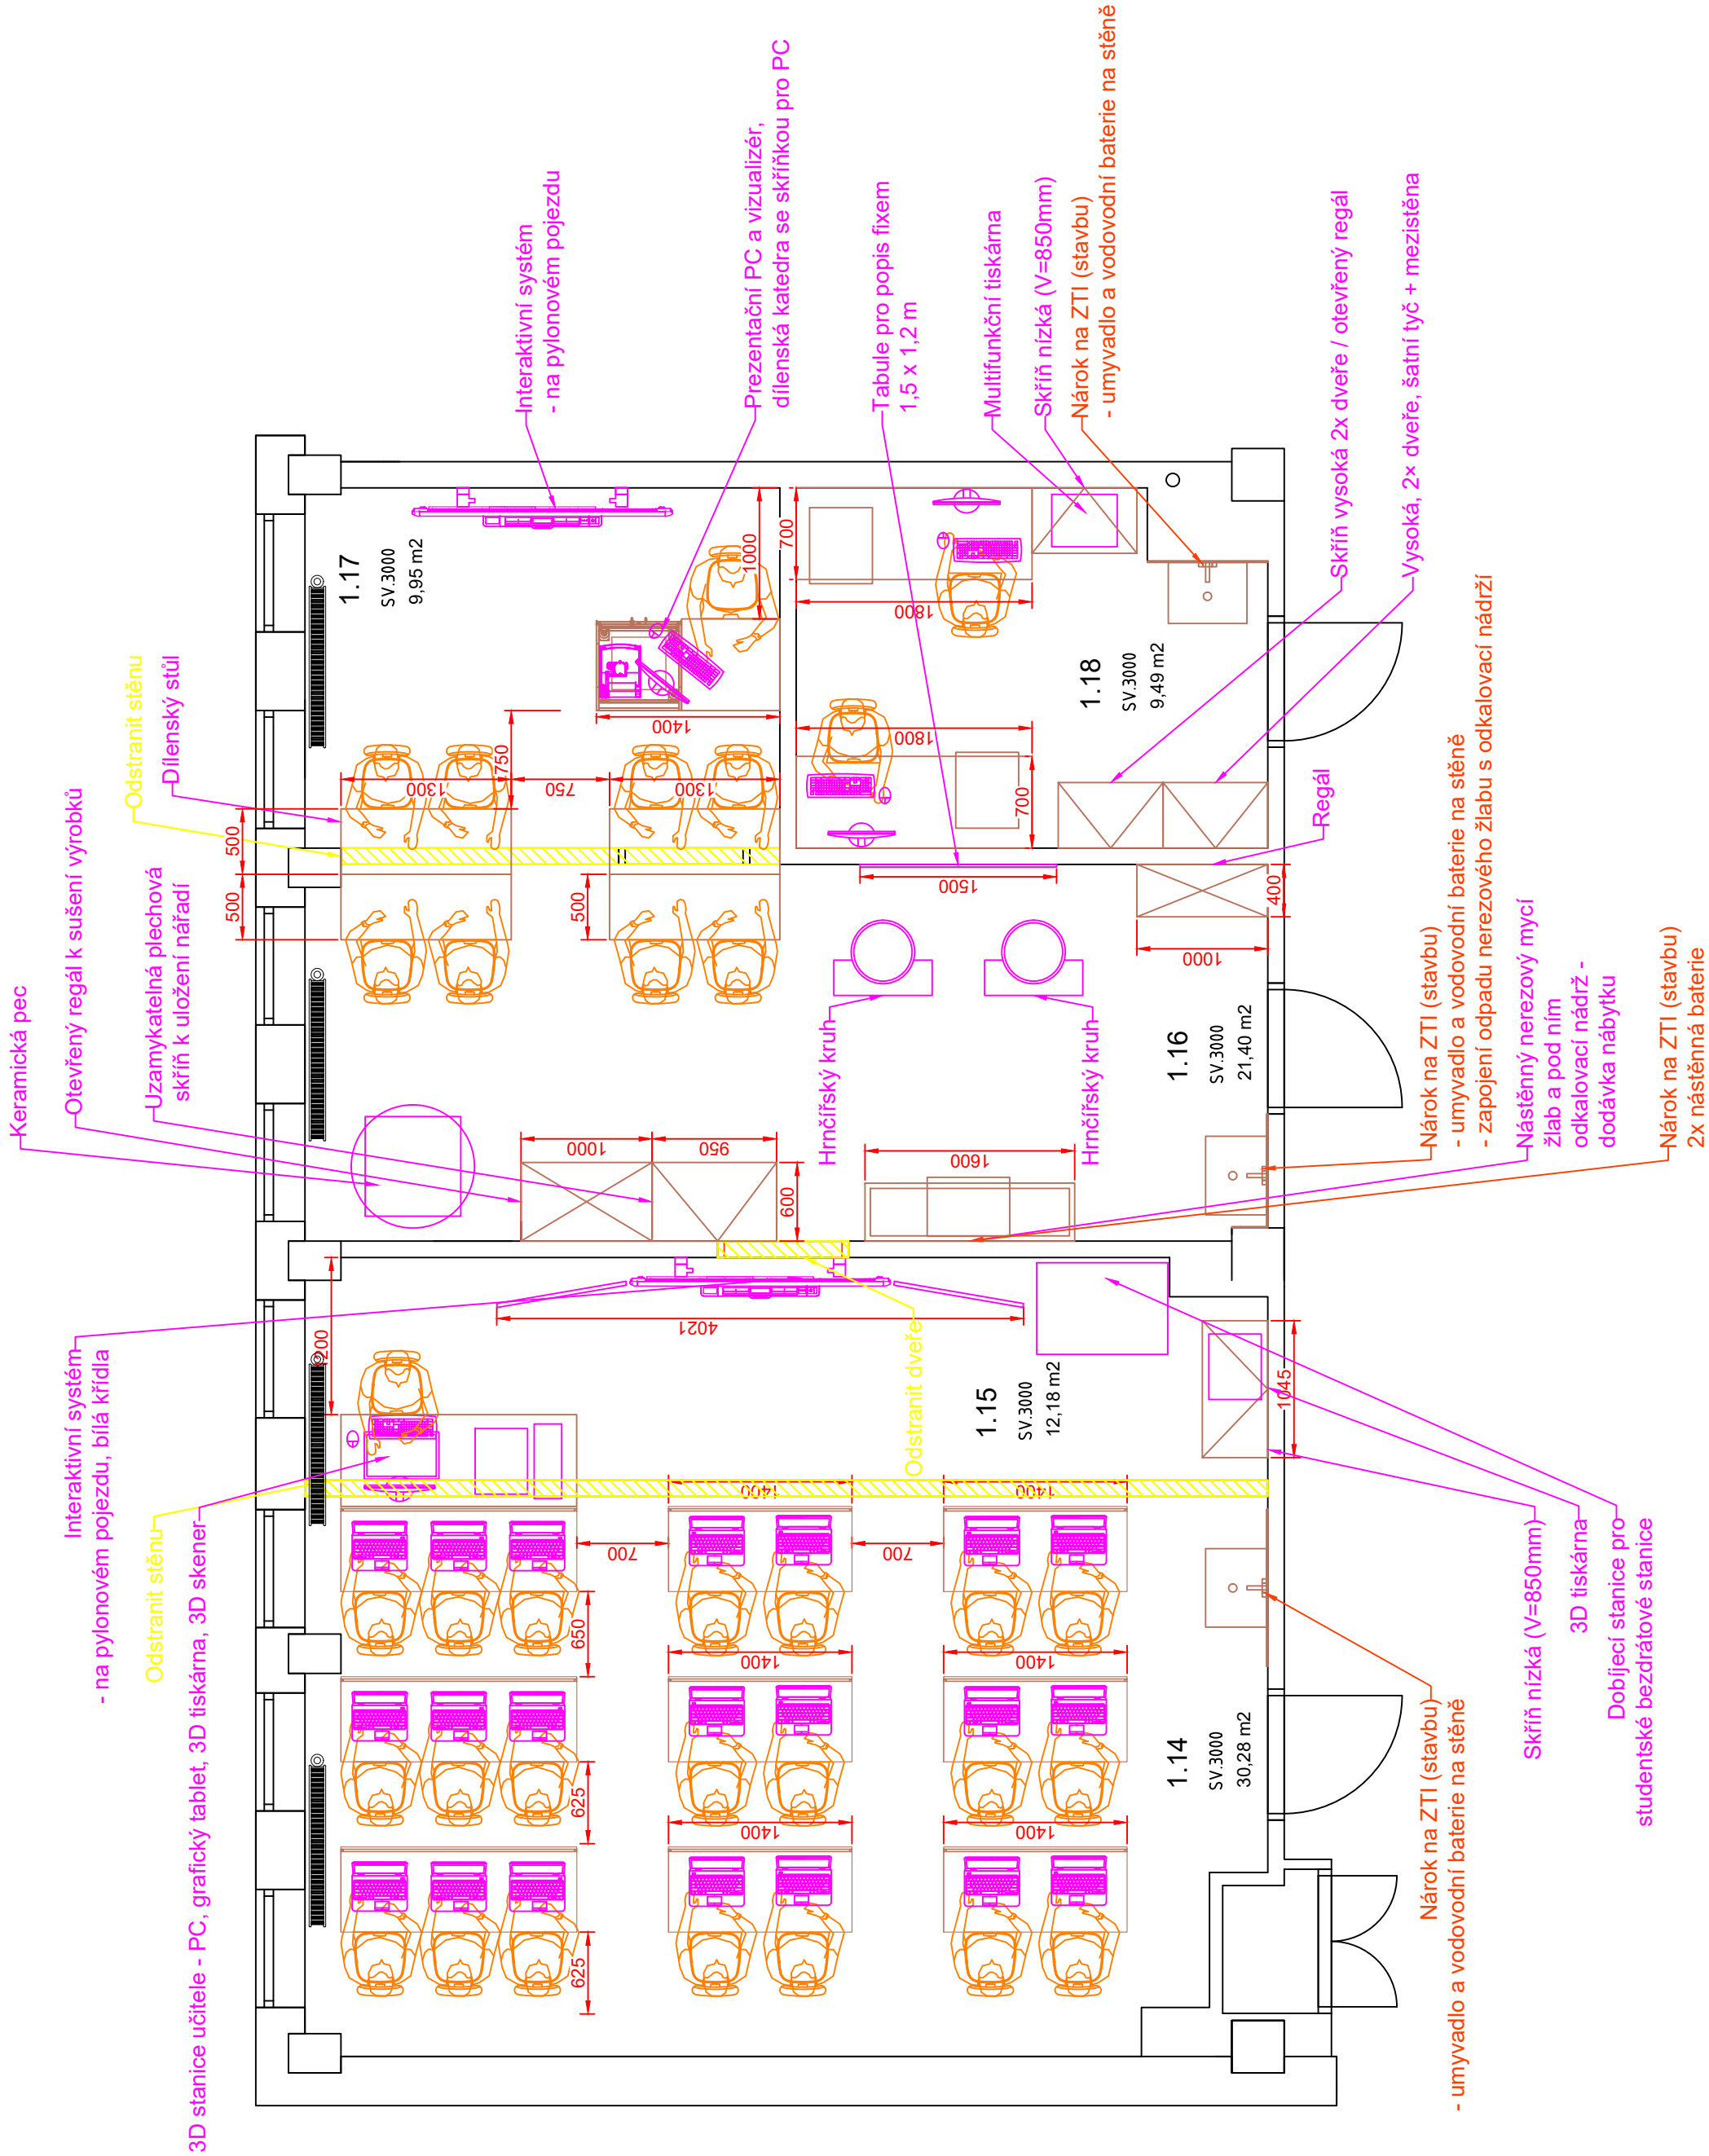 Keramická pec
Otevřený regál k sušení výrobků
Uzamykatelná plechová
skříň k uložení nářadí
Odstranit stěnu
Dílenský stůl
Interaktivní systém
- na pylonovém pojezdu
Prezentační PC a vizualizér,
dílenská katedra se skříňkou pro PC
Tabule pro popis fixem
1,5 x 1,2 m
Multifunkční tiskárna
Skříň nízká (V=850mm)
Nárok na ZTI (stavbu)
- umyvadlo a vodovodní baterie na stěně
Skříň vysoká 2x dveře / otevřený regál
Vysoká, 2× dveře, šatní tyč + mezistěna
Regál
Interaktivní systém
- na pylonovém pojezdu, bílá křídla
Odstranit stěnu
3D stanice učitele - PC, grafický tablet, 3D tiskárna, 3D skener
Odstranit dveře
Hrnčířský kruh
Hrnčířský kruh
Nárok na ZTI (stavbu)
- umyvadlo a vodovodní baterie na stěně
- zapojení odpadu nerezového žlabu s odkalovací nádrží
Nástěnný nerezový mycí
žlab a pod ním
odkalovací nádrž -
dodávka nábytku
Nárok na ZTI (stavbu)
2x nástěnná baterie
Nárok na ZTI (stavbu)
- umyvadlo a vodovodní baterie na stěně
Skříň nízká (V=850mm)
3D tiskárna
Dobíjecí stanice pro
studentské bezdrátové stanice
1.17
SV.3000
9,95 m2
1.18
SV.3000
9,49 m2
1.16
SV.3000
21,40 m2
1.15
SV.3000
12,18 m2
1.14
SV.3000
30,28 m2
500
500
500
1300
750
750
1300
1400
1000
700
1800
1800
700
1500
400
1000
1000
950
600
1600
4021
1045
1400
1400
700
700
650
1400
1400
625
1400
1400
625